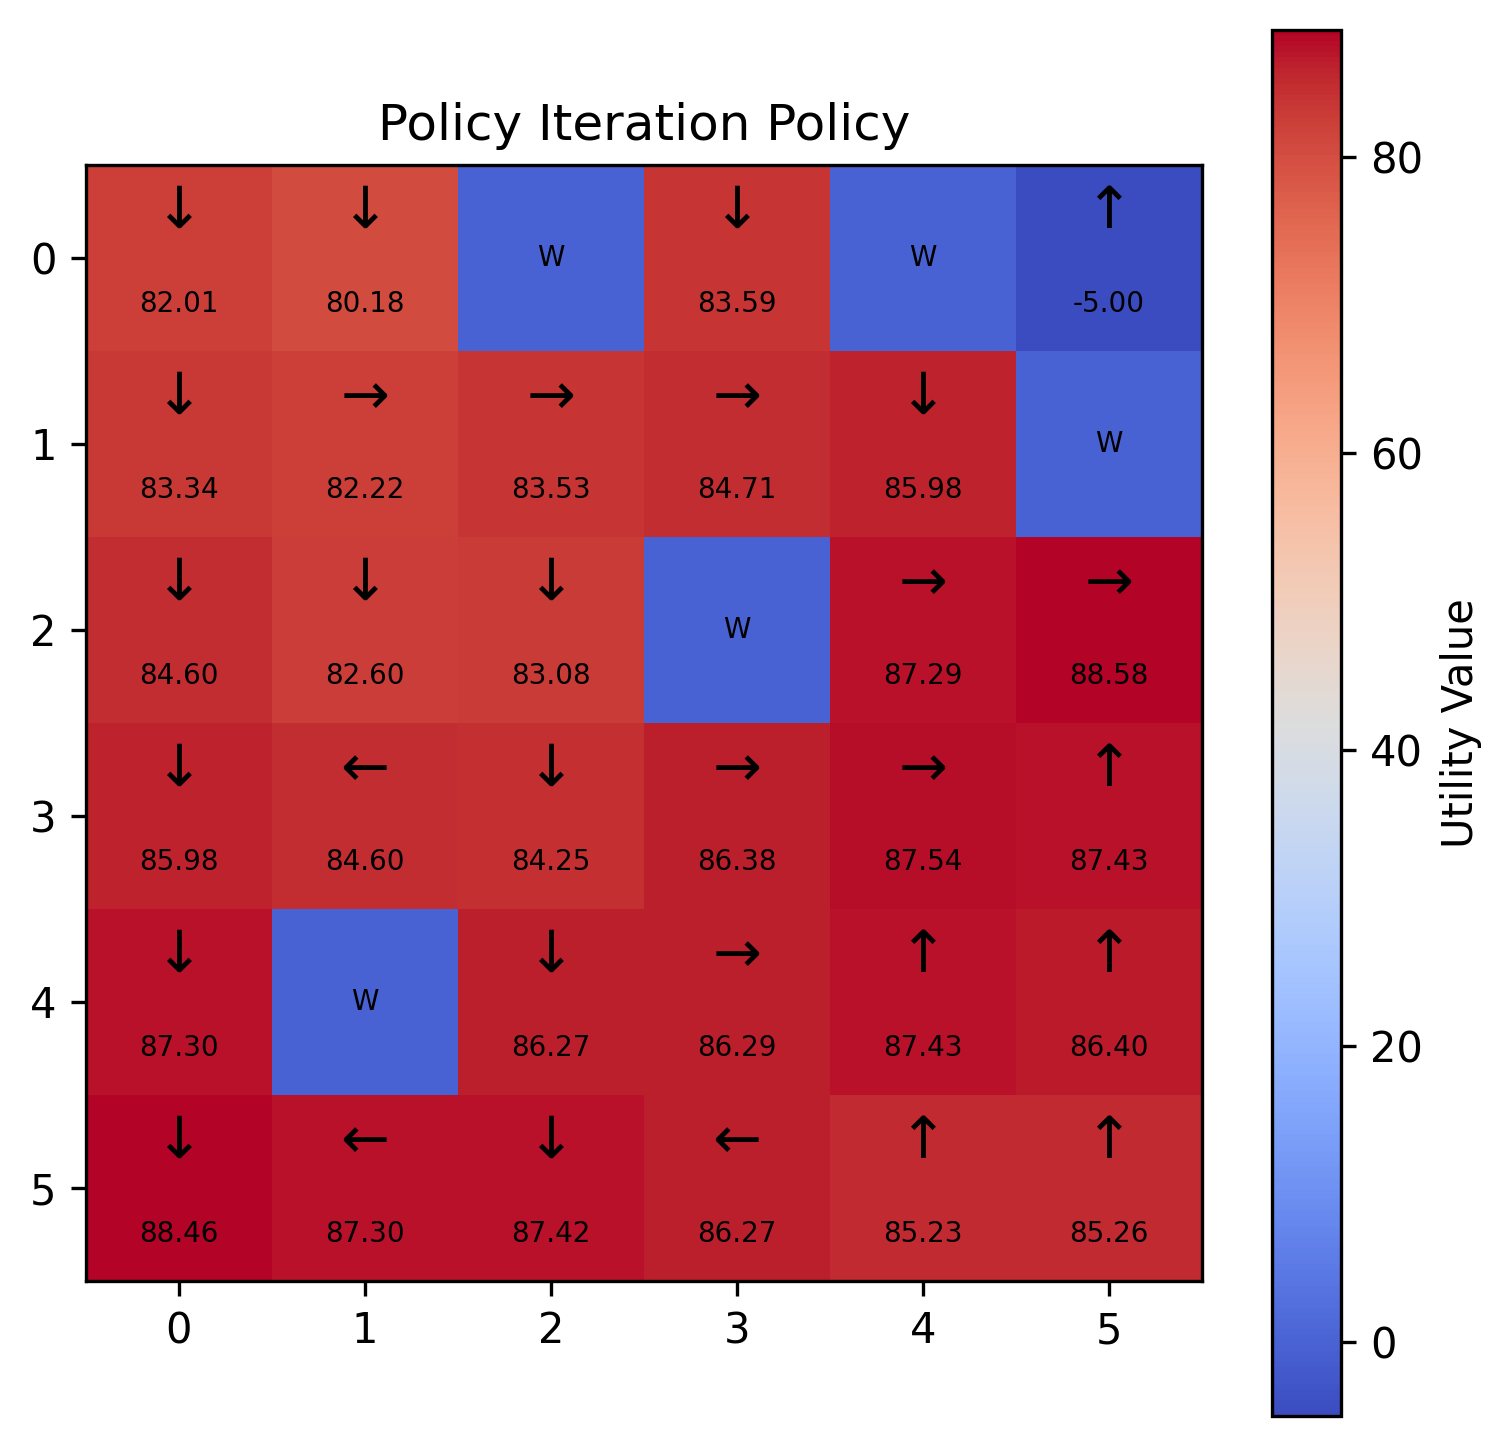 Policy Iteration Policy
↓ ↓ W ↓ W ↑
0
82.01 80.18 83.59 -5.00
↓ → → → ↓
1 W
83.34 82.22 83.53 84.71 85.98
↓ ↓ ↓ → →
2 W
84.60 82.60 83.08 87.29 88.58
↓ ← ↓ → → ↑
3
85.98 84.60 84.25 86.38 87.54 87.43
↓ ↓ → ↑ ↑
4 W
87.30 86.27 86.29 87.43 86.40
↓ ← ↓ ← ↑ ↑
5
88.46 87.30 87.42 86.27 85.23 85.26
0 1 2 3 4 5
80
60
40
20
0
Utility Value